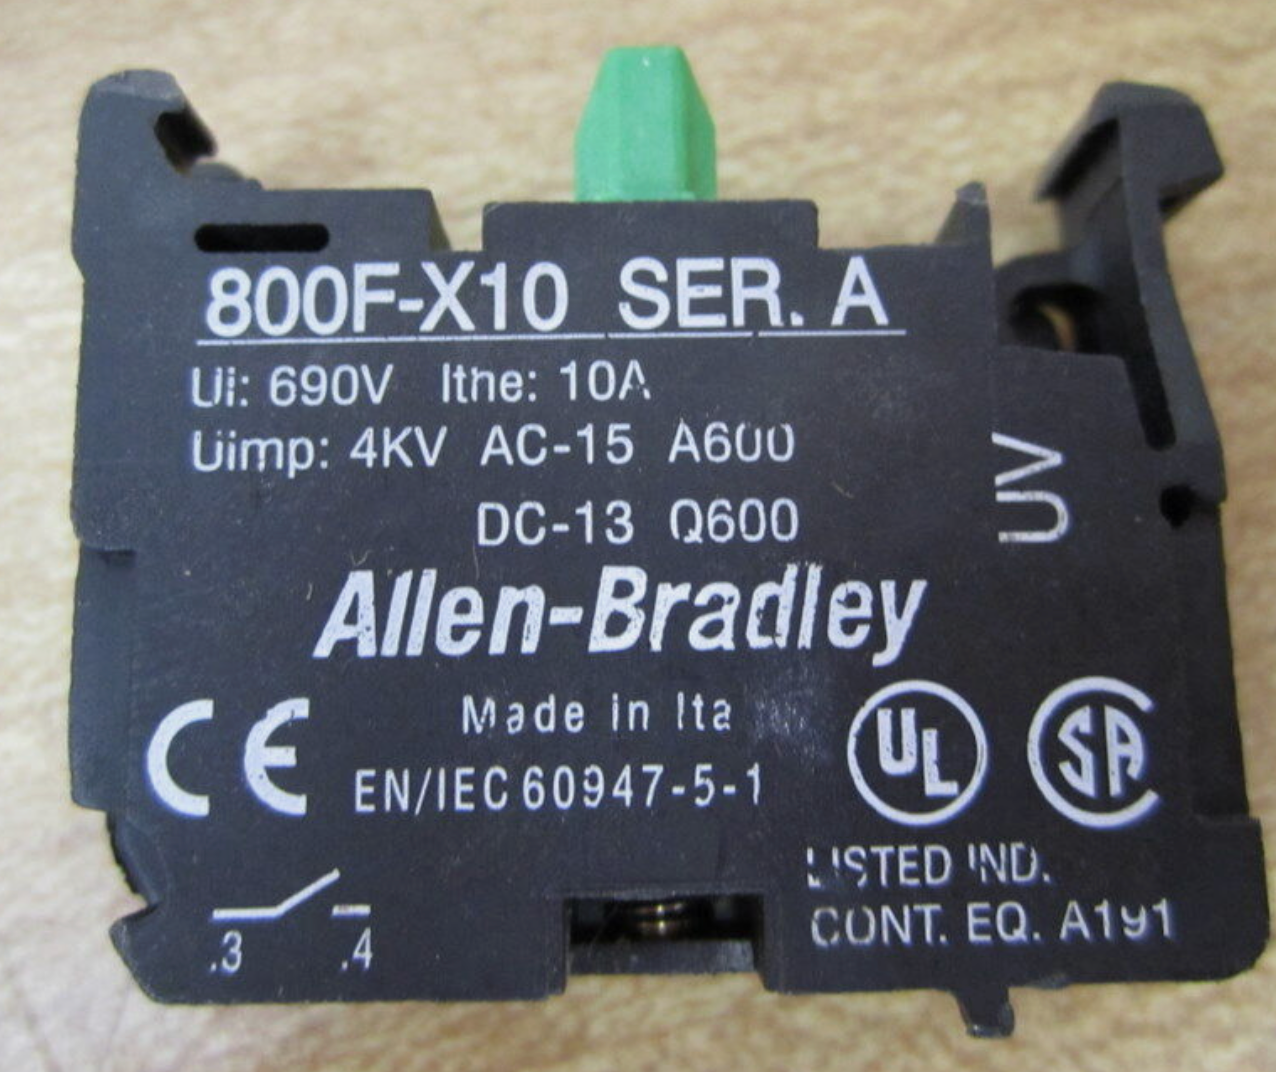 800F-X10 SER. A
Ui: 690V Ithe: 10A
Uimp: 4KV AC-15 A600
DC-13 Q600
UV
Allen-Bradley
CE
Made in Ita
EN/IEC 60947-5-1
UL
SA
LISTED IND.
CONT. EQ. A191
.3 .4